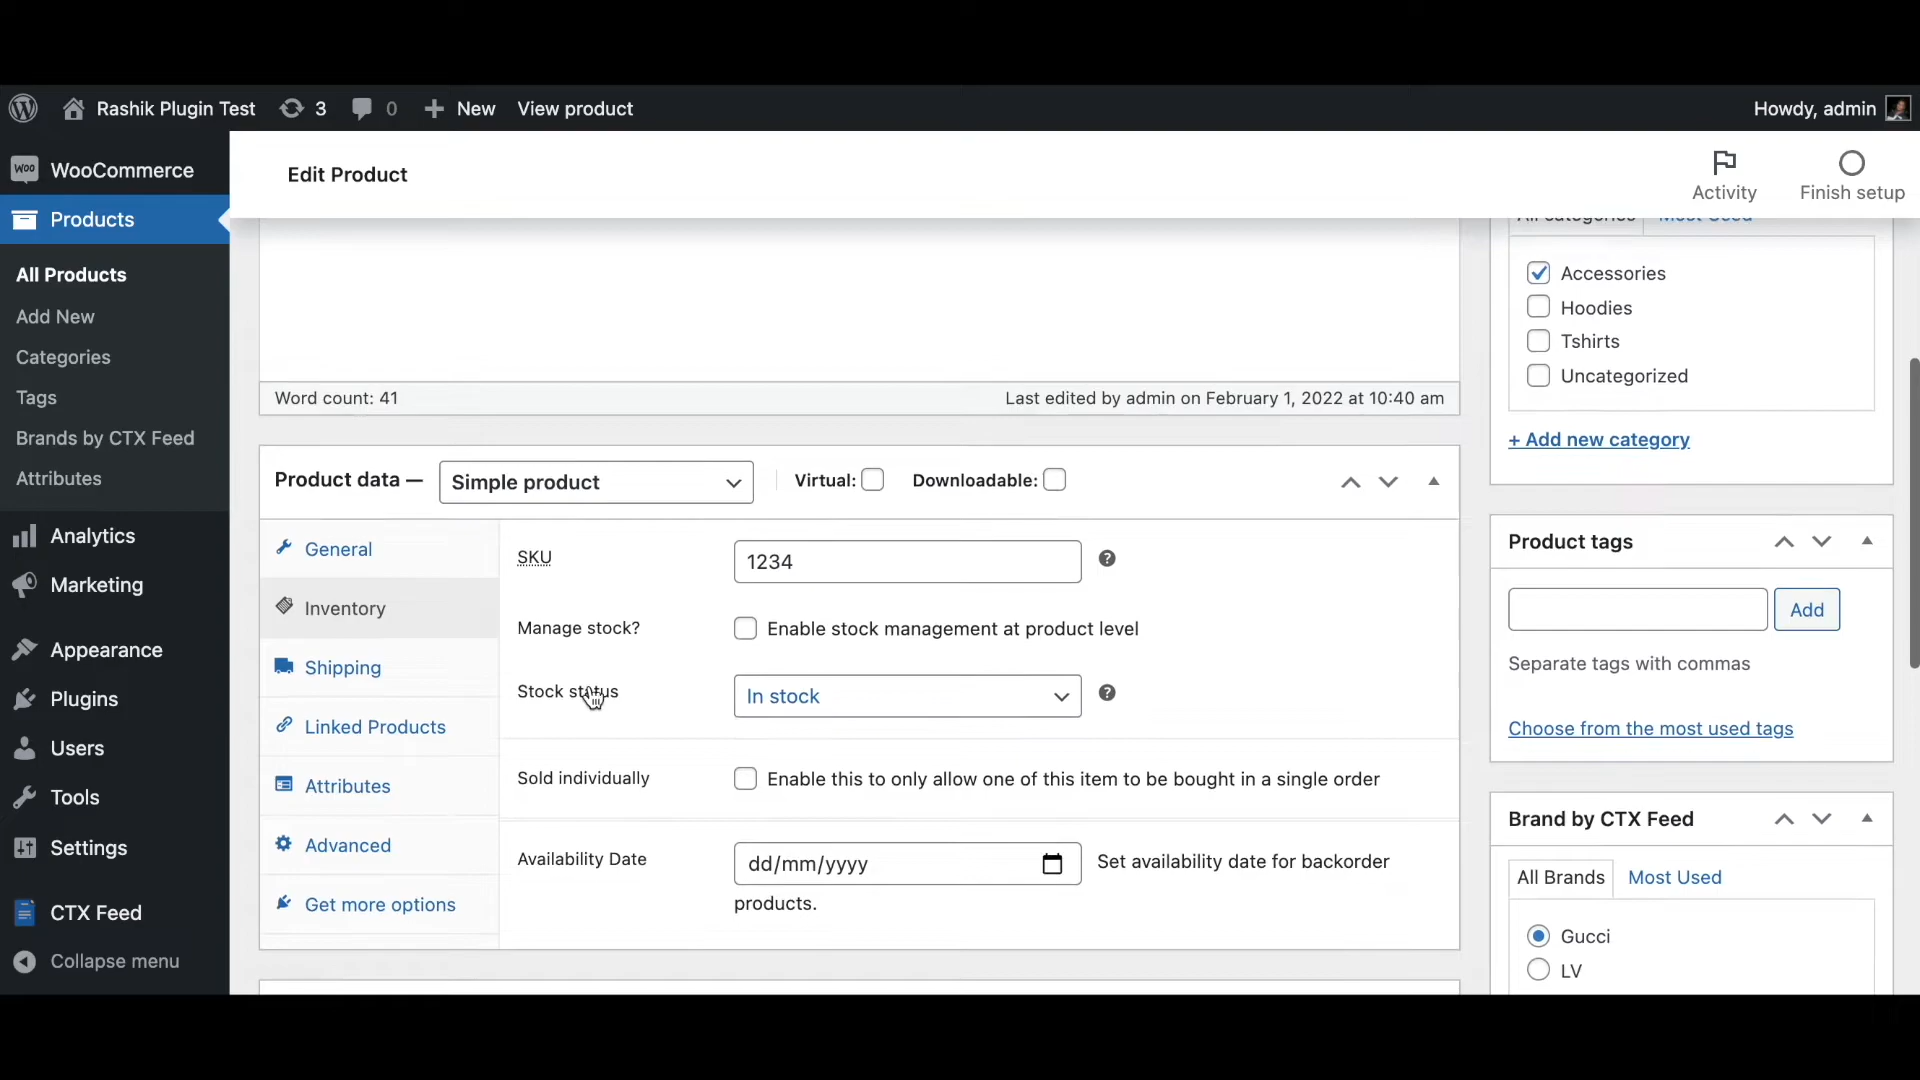 Rashik Plugin Test
3
0
New
View product
Howdy, admin
WooCommerce
Products
All Products
Add New
Categories
Tags
Brands by CTX Feed
Attributes
Analytics
Marketing
Appearance
Plugins
Users
Tools
Settings
CTX Feed
Collapse menu
Edit Product
Activity
Finish setup
Word count: 41
Last edited by admin on February 1, 2022 at 10:40 am
Product data —
Simple product
Virtual:
Downloadable:
General
Inventory
Shipping
Linked Products
Attributes
Advanced
Get more options
SKU
1234
Manage stock?
Enable stock management at product level
Stock status
In stock
Sold individually
Enable this to only allow one of this item to be bought in a single order
Availability Date
dd/mm/yyyy
Set availability date for backorder
products.
All categories
Most Used
Accessories
Hoodies
Tshirts
Uncategorized
+ Add new category
Product tags
Add
Separate tags with commas
Choose from the most used tags
Brand by CTX Feed
All Brands
Most Used
Gucci
LV